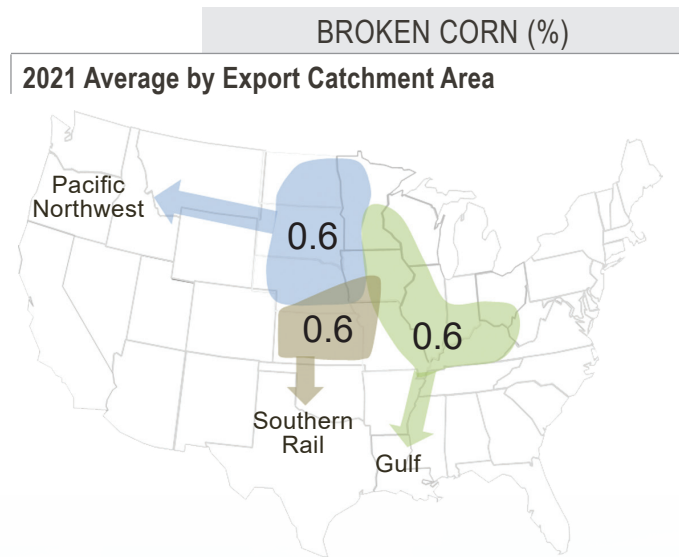 BROKEN CORN (%)
2021 Average by Export Catchment Area
Pacific
Northwest
0.6
0.6
0.6
Southern
Rail
Gulf